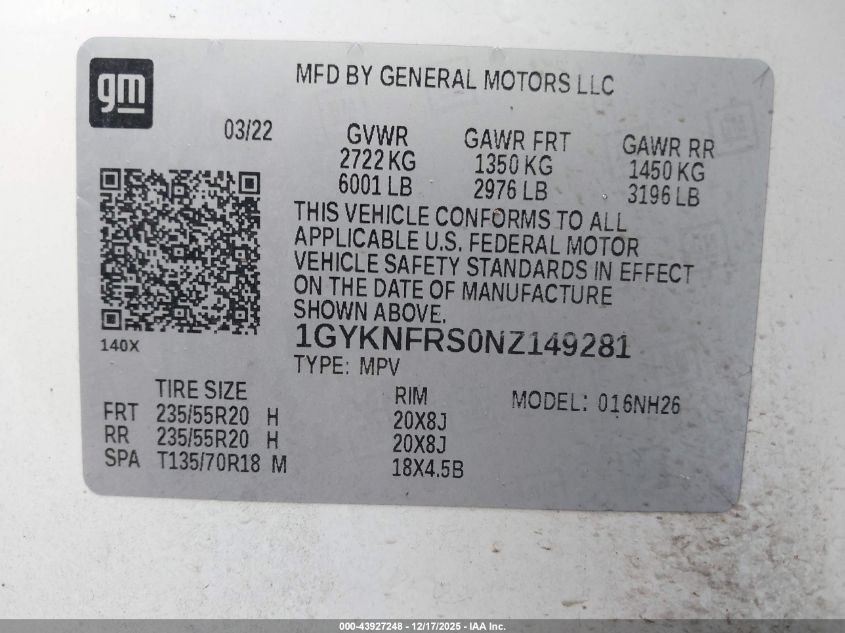 gm
MFD BY GENERAL MOTORS LLC
03/22
GVWR GAWR FRT GAWR RR
2722 KG 1350 KG 1450 KG
6001 LB 2976 LB 3196 LB
THIS VEHICLE CONFORMS TO ALL
APPLICABLE U.S. FEDERAL MOTOR
VEHICLE SAFETY STANDARDS IN EFFECT
ON THE DATE OF MANUFACTURE
SHOWN ABOVE.
1GYKNFRS0NZ149281
140X
TYPE: MPV
TIRE SIZE RIM MODEL: 016NH26
FRT 235/55R20 H 20X8J
RR 235/55R20 H 20X8J
SPA T135/70R18 M 18X4.5B
000-43927248 - 12/17/2025 - IAA Inc.